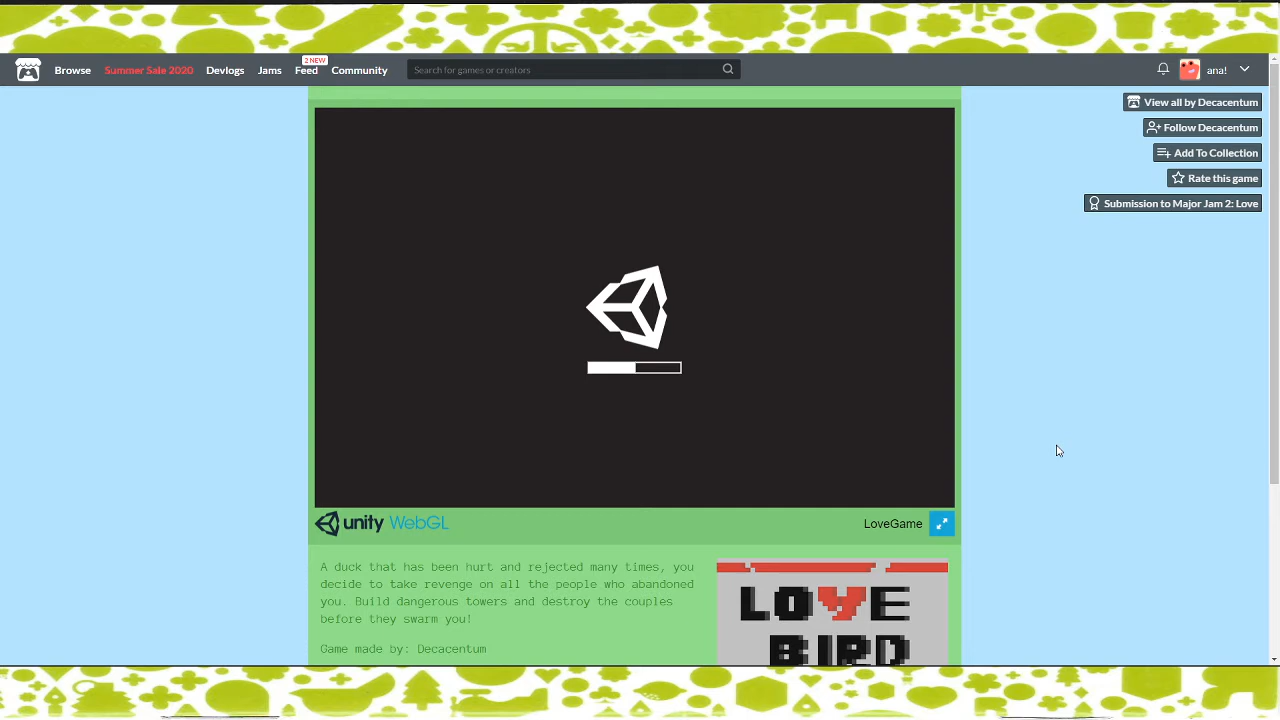 2 NEW
Browse Summer Sale 2020 Devlogs Jams Feed Community Search for games or creators ana!
View all by Decacentum
Follow Decacentum
Add To Collection
Rate this game
Submission to Major Jam 2: Love
unity WebGL LoveGame
A duck that has been hurt and rejected many times, you
decide to take revenge on all the people who abandoned
you. Build dangerous towers and destroy the couples
before they swarm you!
Game made by: Decacentum
LOVE
BIRD